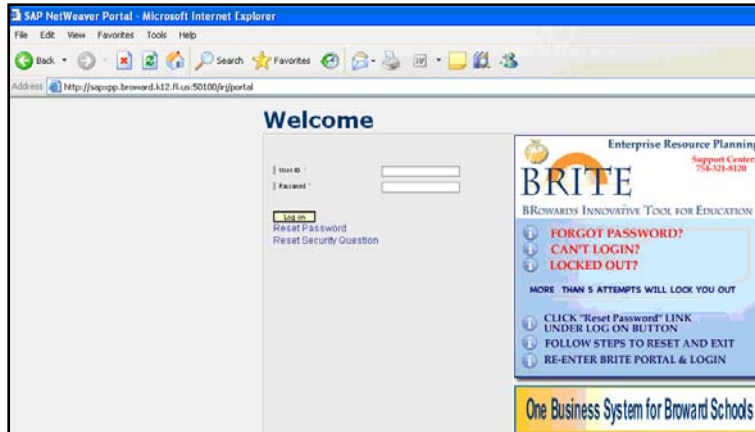 SAP NetWeaver Portal - Microsoft Internet Explorer
File Edit View Favorites Tools Help
Back Search Favorites
Address http://sapxpp.broward.k12.fl.us:50100/irj/portal
Welcome
User ID *
Password *
Log on
Reset Password
Reset Security Question
Enterprise Resource Planning
Support Center:
754-321-8120
BRITE
BROWARDS INNOVATIVE TOOL FOR EDUCATION
FORGOT PASSWORD?
CAN'T LOGIN?
LOCKED OUT?
MORE THAN 5 ATTEMPTS WILL LOCK YOU OUT
CLICK "Reset Password" LINK
UNDER LOG ON BUTTON
FOLLOW STEPS TO RESET AND EXIT
RE-ENTER BRITE PORTAL & LOGIN
One Business System for Broward Schools